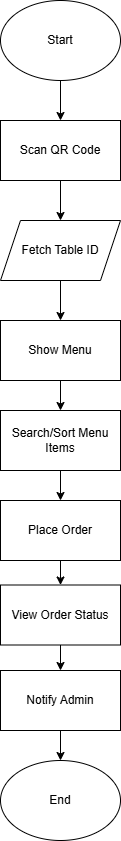 Start
Scan QR Code
Fetch Table ID
Show Menu
Search/Sort Menu
Items
Place Order
View Order Status
Notify Admin
End